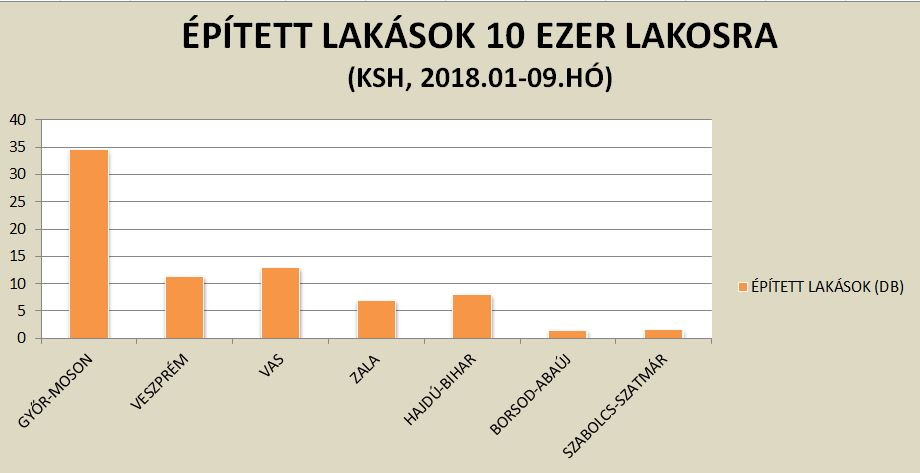 ÉPÍTETT LAKÁSOK 10 EZER LAKOSRA
(KSH, 2018.01-09.HÓ)
40
35
30
25
20
15
10
5
0
GYŐR-MOSON
VESZPRÉM
VAS
ZALA
HAJDÚ-BIHAR
BORSOD-ABAÚJ
SZABOLCS-SZATMÁR
ÉPÍTETT LAKÁSOK (DB)